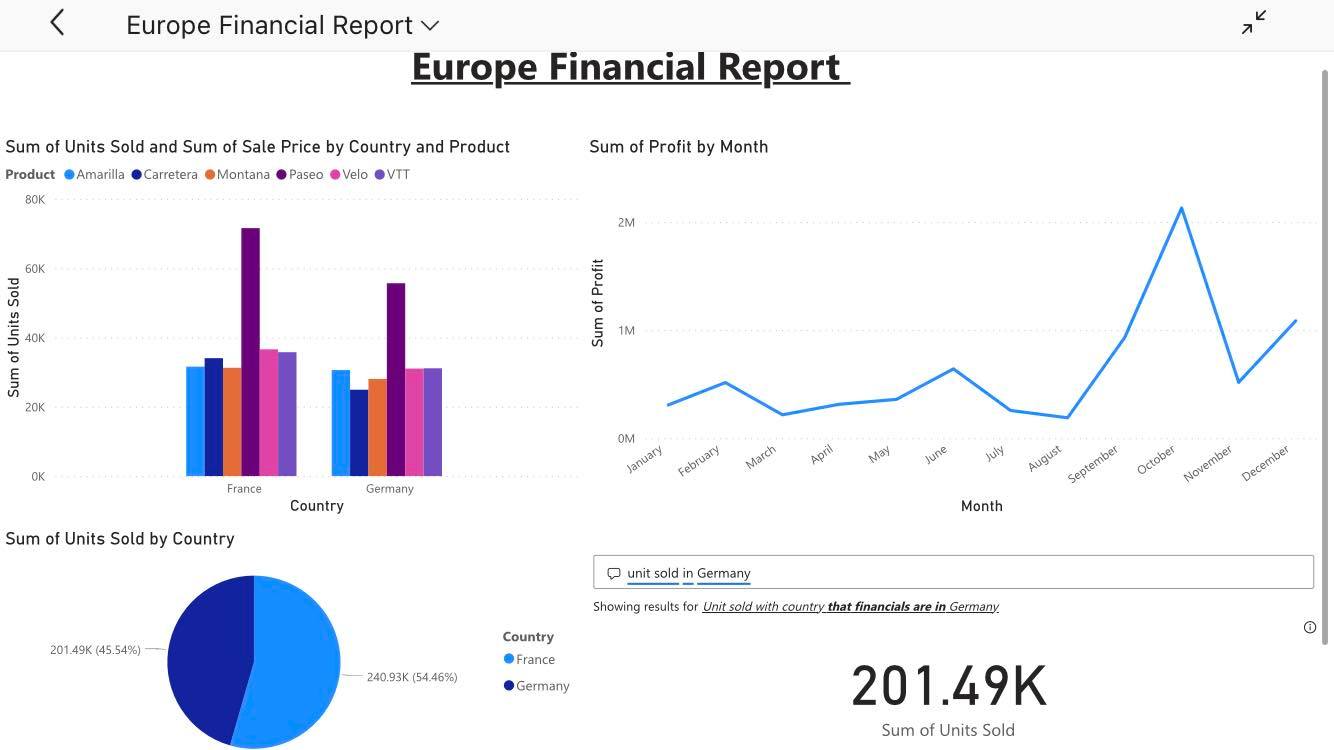 Europe Financial Report
Europe Financial Report
Sum of Units Sold and Sum of Sale Price by Country and Product
Product Amarilla Carretera Montana Paseo Velo VTT
80K
60K
40K
20K
0K
Sum of Units Sold
France Germany
Country
Sum of Profit by Month
2M
1M
0M
Sum of Profit
January February March April May June July August September October November December
Month
Sum of Units Sold by Country
201.49K (45.54%)
240.93K (54.46%)
Country
France
Germany
unit sold in Germany
Showing results for Unit sold with country that financials are in Germany
201.49K
Sum of Units Sold